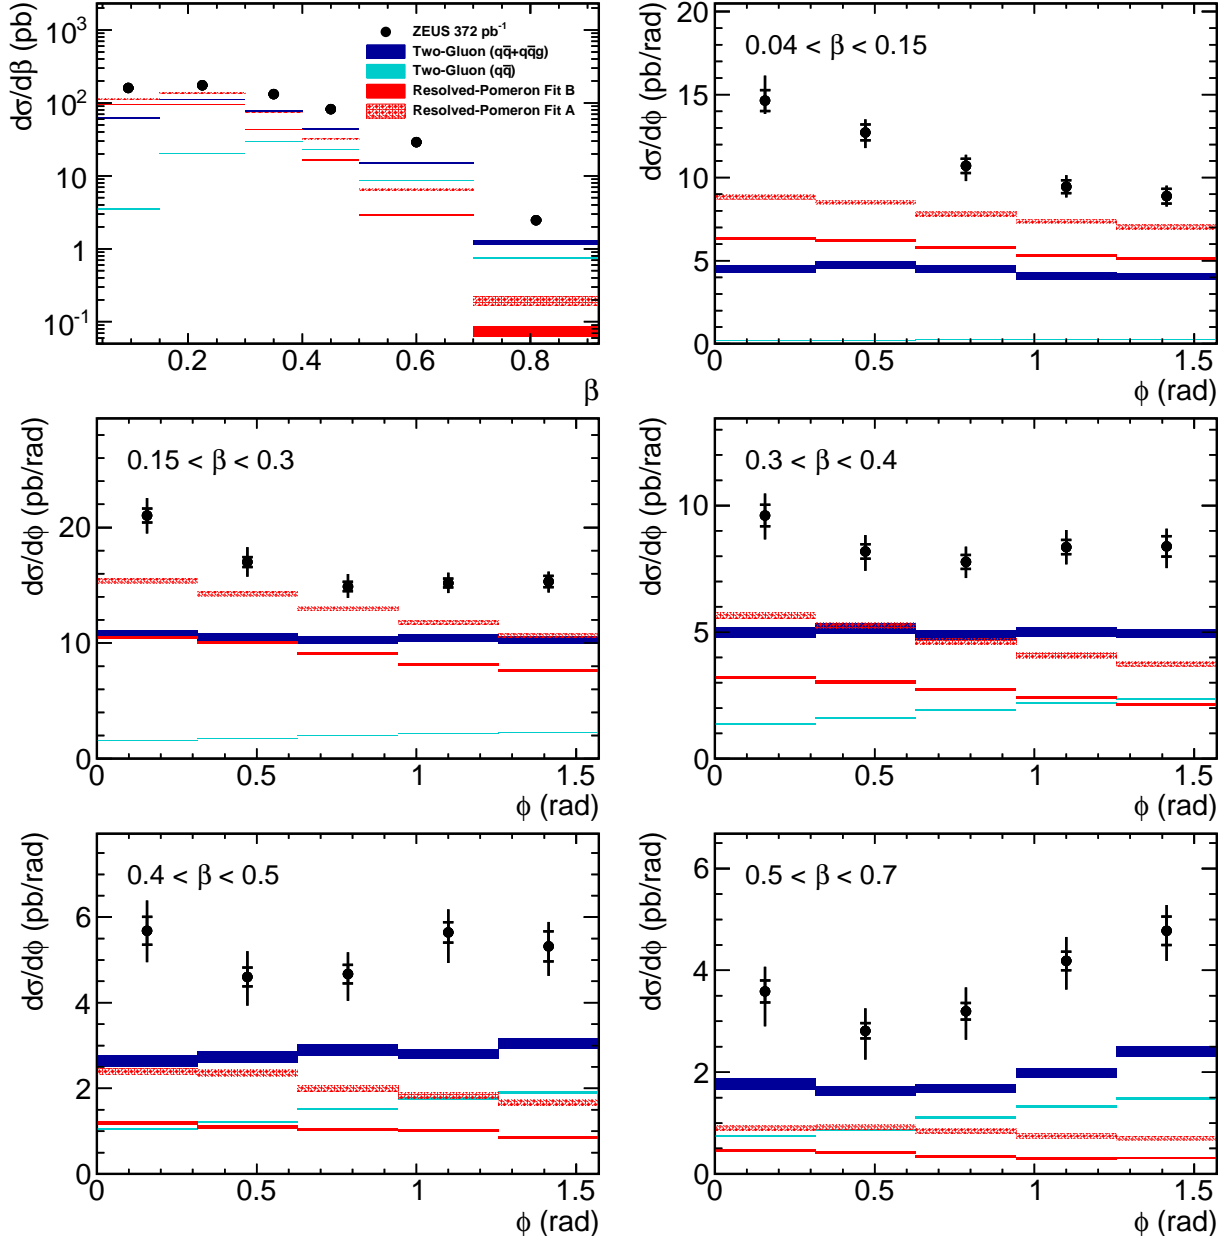 dσ/dβ (pb)
10³
10²
10
1
10⁻¹
ZEUS 372 pb⁻¹
Two-Gluon (qq̅+qq̅g)
Two-Gluon (qq̅)
Resolved-Pomeron Fit B
Resolved-Pomeron Fit A
0.2 0.4 0.6 0.8
β
dσ/dϕ (pb/rad)
0.04 < β < 0.15
20
15
10
5
0
0 0.5 1 1.5
ϕ (rad)
dσ/dϕ (pb/rad)
0.15 < β < 0.3
20
10
0
0 0.5 1 1.5
ϕ (rad)
dσ/dϕ (pb/rad)
0.3 < β < 0.4
10
5
0
0 0.5 1 1.5
ϕ (rad)
dσ/dϕ (pb/rad)
0.4 < β < 0.5
6
4
2
0
0 0.5 1 1.5
ϕ (rad)
dσ/dϕ (pb/rad)
0.5 < β < 0.7
6
4
2
0
0 0.5 1 1.5
ϕ (rad)